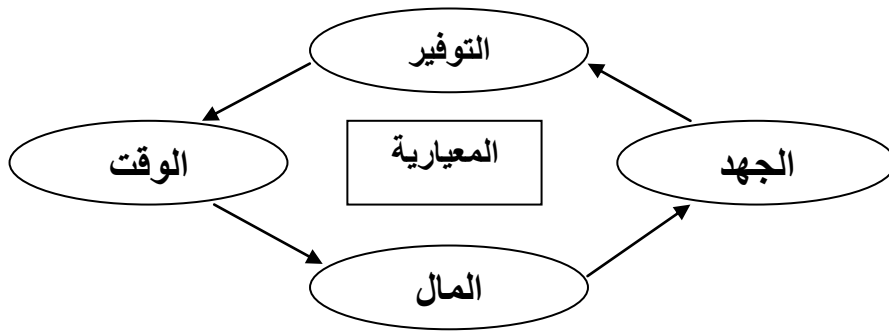 التوفير
المعيارية
الجهد
الوقت
المال